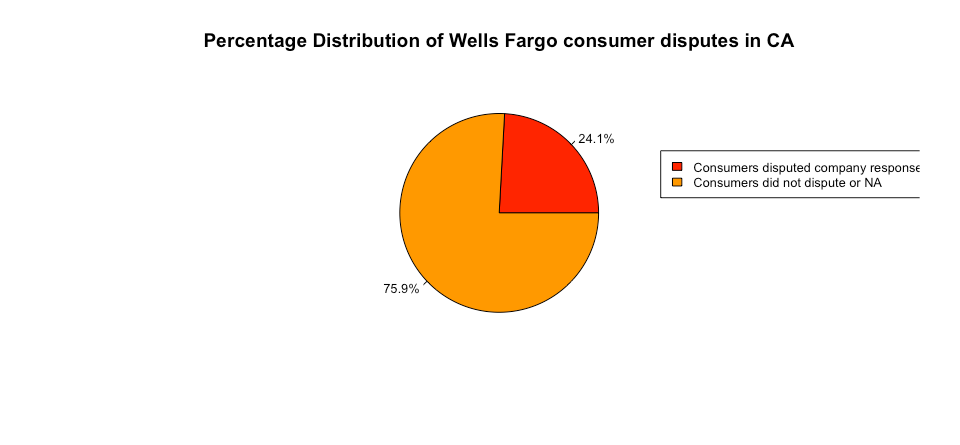 Percentage Distribution of Wells Fargo consumer disputes in CA
24.1%
Consumers disputed company response
Consumers did not dispute or NA
75.9%